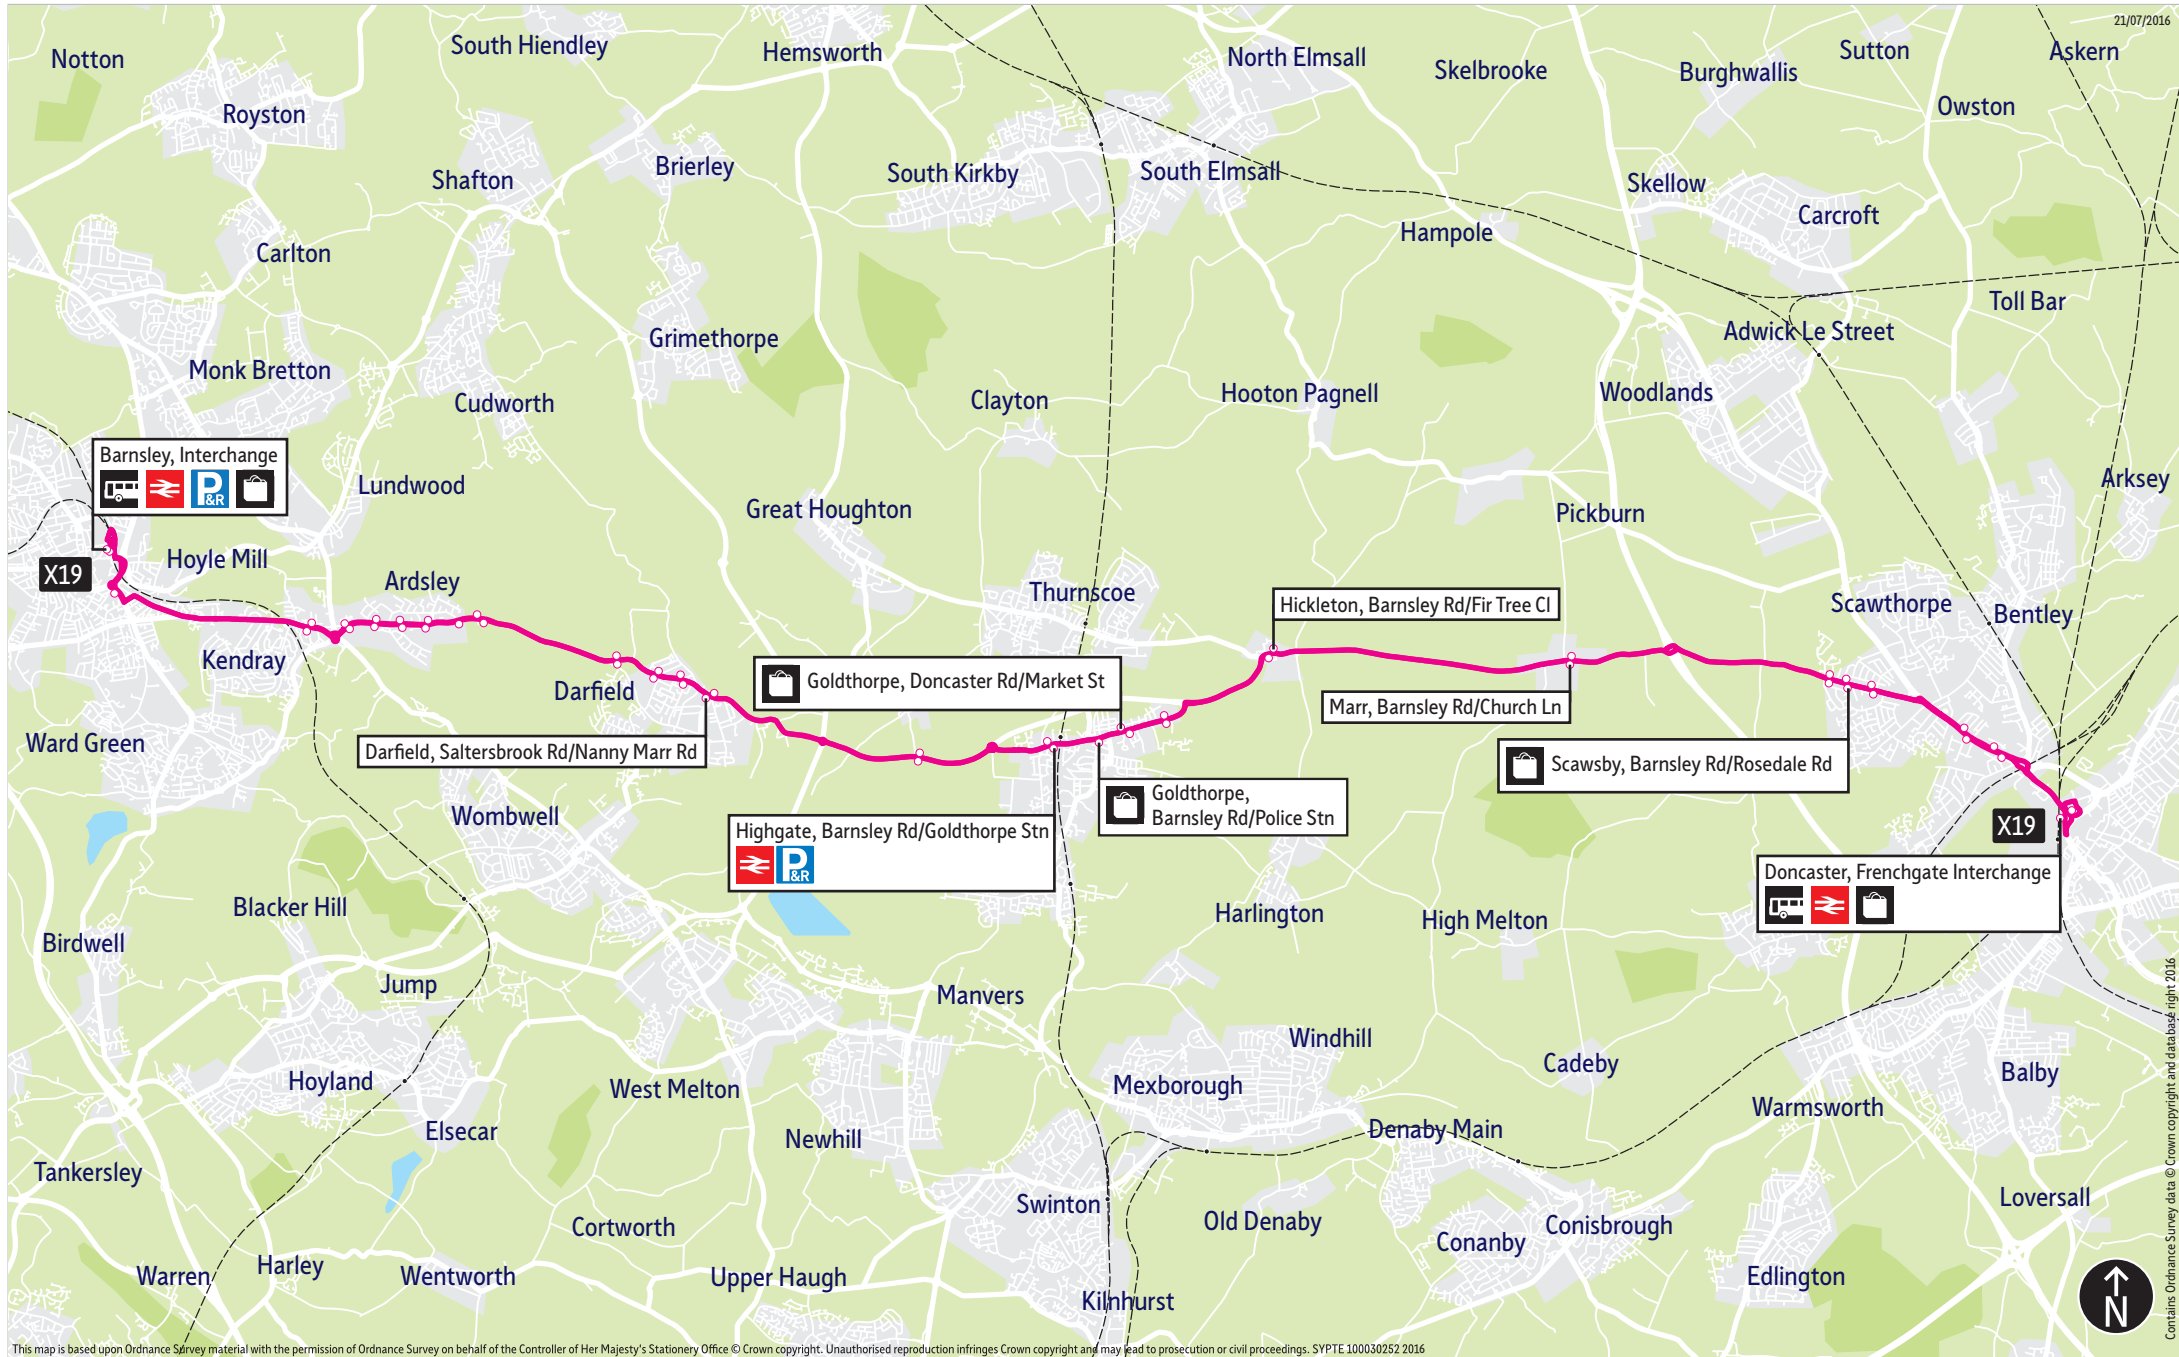 21/07/2016
Notton
South Hiendley
Hemsworth
North Elmsall
Skelbrooke
Burghwallis
Sutton
Askern
Royston
Owston
Shafton
Brierley
South Kirkby
South Elmsall
Skellow
Carcroft
Carlton
Hampole
Toll Bar
Grimethorpe
Adwick Le Street
Monk Bretton
Cudworth
Clayton
Hooton Pagnell
Woodlands
Barnsley, Interchange
P
&R
Lundwood
Great Houghton
Pickburn
Arksey
X19
Hoyle Mill
Ardsley
Thurnscoe
Hickleton, Barnsley Rd/Fir Tree Cl
Scawthorpe
Bentley
Kendray
Darfield
Goldthorpe, Doncaster Rd/Market St
Marr, Barnsley Rd/Church Ln
Ward Green
Darfield, Saltersbrook Rd/Nanny Marr Rd
Scawsby, Barnsley Rd/Rosedale Rd
Goldthorpe,
Barnsley Rd/Police Stn
Wombwell
Highgate, Barnsley Rd/Goldthorpe Stn
P
&R
X19
Doncaster, Frenchgate Interchange
Blacker Hill
Harlington
High Melton
Birdwell
Jump
Manvers
Windhill
Hoyland
West Melton
Mexborough
Cadeby
Balby
Warmsworth
Elsecar
Newhill
Denaby Main
Tankersley
Swinton
Old Denaby
Conisbrough
Loversall
Cortworth
Conanby
Warren
Harley
Wentworth
Upper Haugh
Edlington
Kilnhurst
N
This map is based upon Ordnance Survey material with the permission of Ordnance Survey on behalf of the Controller of Her Majesty's Stationery Office © Crown copyright. Unauthorised reproduction infringes Crown copyright and may lead to prosecution or civil proceedings. SYPTE 100030252 2016
Contains Ordnance Survey data © Crown copyright and database right 2016